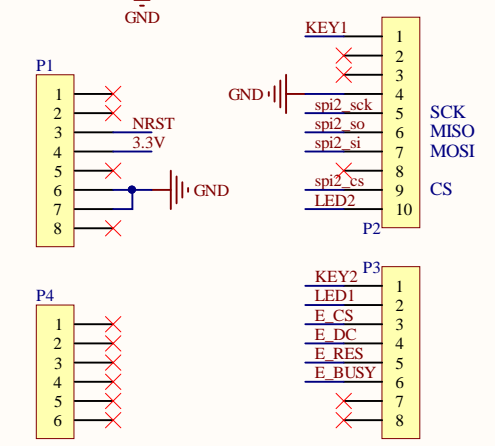 GND
P1
1
2
3 NRST
4 3.3V
5
6 GND
7
8
P4
1
2
3
4
5
6
KEY1 1
2
3
GND 4
spi2_sck 5 SCK
spi2_so 6 MISO
spi2_si 7 MOSI
8
spi2_cs 9 CS
LED2 10
P2
P3
KEY2 1
LED1 2
E_CS 3
E_DC 4
E_RES 5
E_BUSY 6
7
8